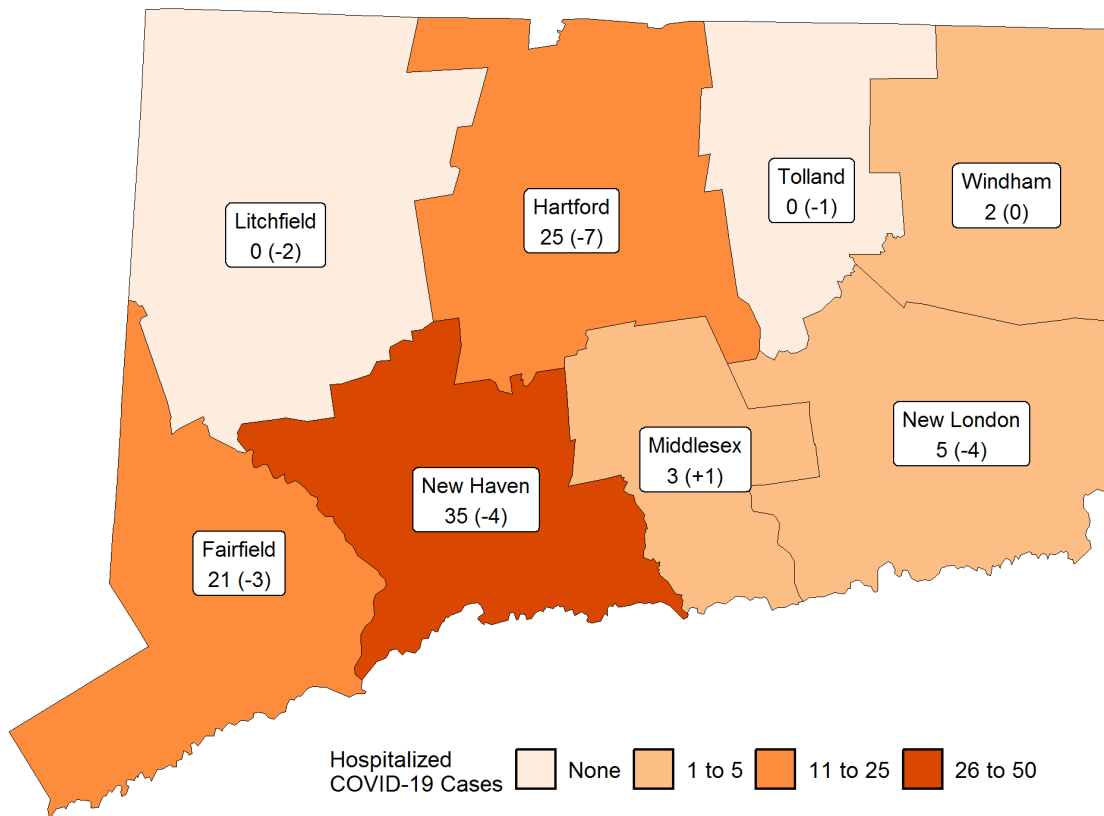 Tolland
0 (-1)
Windham
2 (0)
Litchfield
0 (-2)
Hartford
25 (-7)
New London
5 (-4)
Middlesex
3 (+1)
New Haven
35 (-4)
Fairfield
21 (-3)
Hospitalized
COVID-19 Cases
None
1 to 5
11 to 25
26 to 50